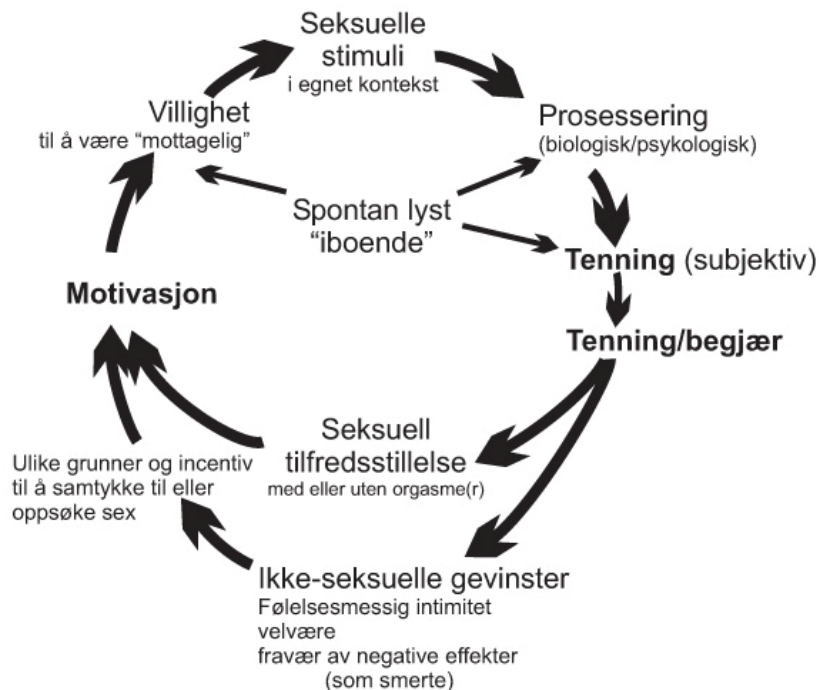 Seksuelle
stimuli
i egnet kontekst
Villighet
til å være “mottagelig”
Prosessering
(biologisk/psykologisk)
Spontan lyst
“iboende”
Tenning (subjektiv)
Motivasjon
Tenning/begjær
Seksuell
tilfredsstillelse
med eller uten orgasme(r)
Ulike grunner og incentiv
til å samtykke til eller
oppsøke sex
Ikke-seksuelle gevinster
Følelsesmessig intimitet
velvære
fravær av negative effekter
(som smerte)